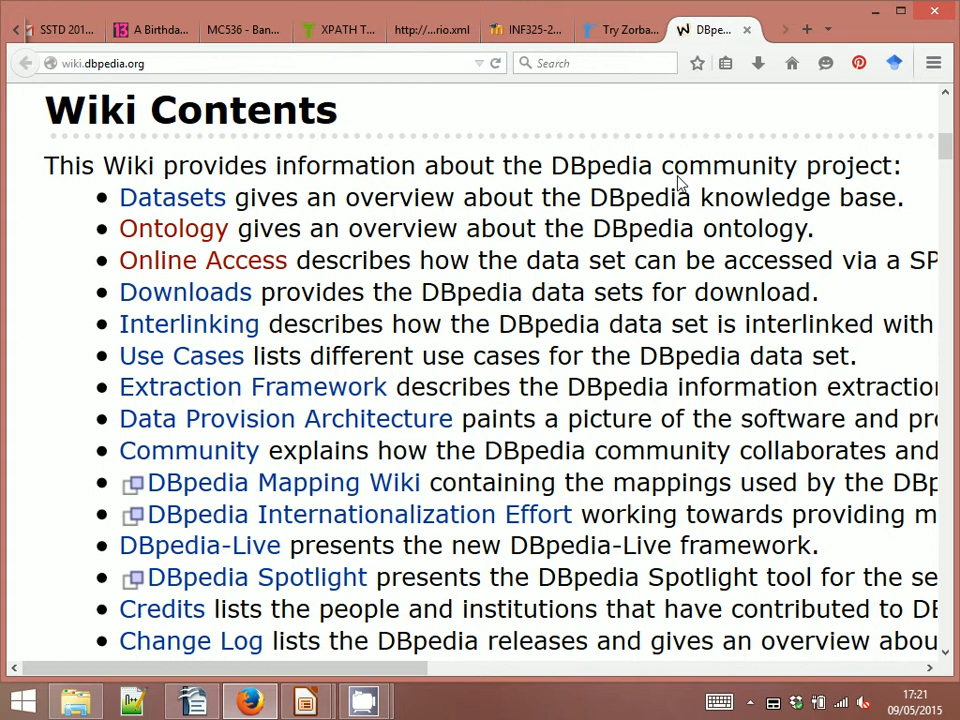 SSTD 201...
A Birthda...
MC536 - Ban...
XPATH T...
http://...rio.xml
INF325-2...
Try Zorba...
DBpe...
wiki.dbpedia.org
Search
Wiki Contents
This Wiki provides information about the DBpedia community project:
Datasets gives an overview about the DBpedia knowledge base.
Ontology gives an overview about the DBpedia ontology.
Online Access describes how the data set can be accessed via a SP
Downloads provides the DBpedia data sets for download.
Interlinking describes how the DBpedia data set is interlinked with
Use Cases lists different use cases for the DBpedia data set.
Extraction Framework describes the DBpedia information extraction
Data Provision Architecture paints a picture of the software and pro
Community explains how the DBpedia community collaborates and
DBpedia Mapping Wiki containing the mappings used by the DBp
DBpedia Internationalization Effort working towards providing m
DBpedia-Live presents the new DBpedia-Live framework.
DBpedia Spotlight presents the DBpedia Spotlight tool for the se
Credits lists the people and institutions that have contributed to DB
Change Log lists the DBpedia releases and gives an overview abou
17:21
09/05/2015